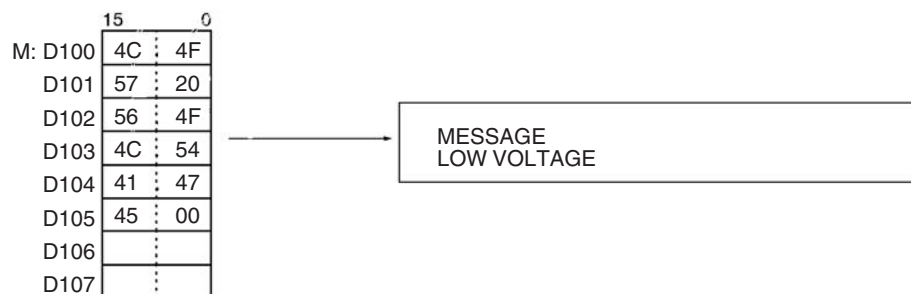 15 0
M: D100 4C 4F
D101 57 20
D102 56 4F
D103 4C 54
D104 41 47
D105 45 00
D106
D107
MESSAGE
LOW VOLTAGE